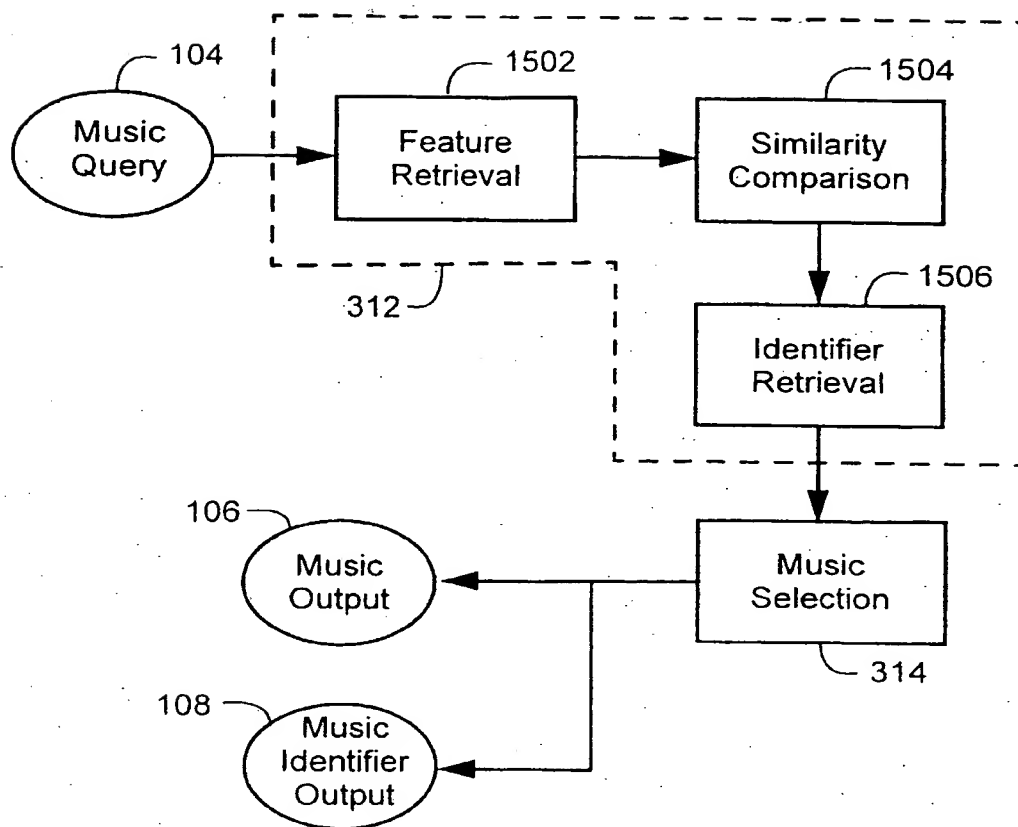 104
Music
Query
1502
Feature
Retrieval
1504
Similarity
Comparison
312
1506
Identifier
Retrieval
106
Music
Output
Music
Selection
314
108
Music
Identifier
Output